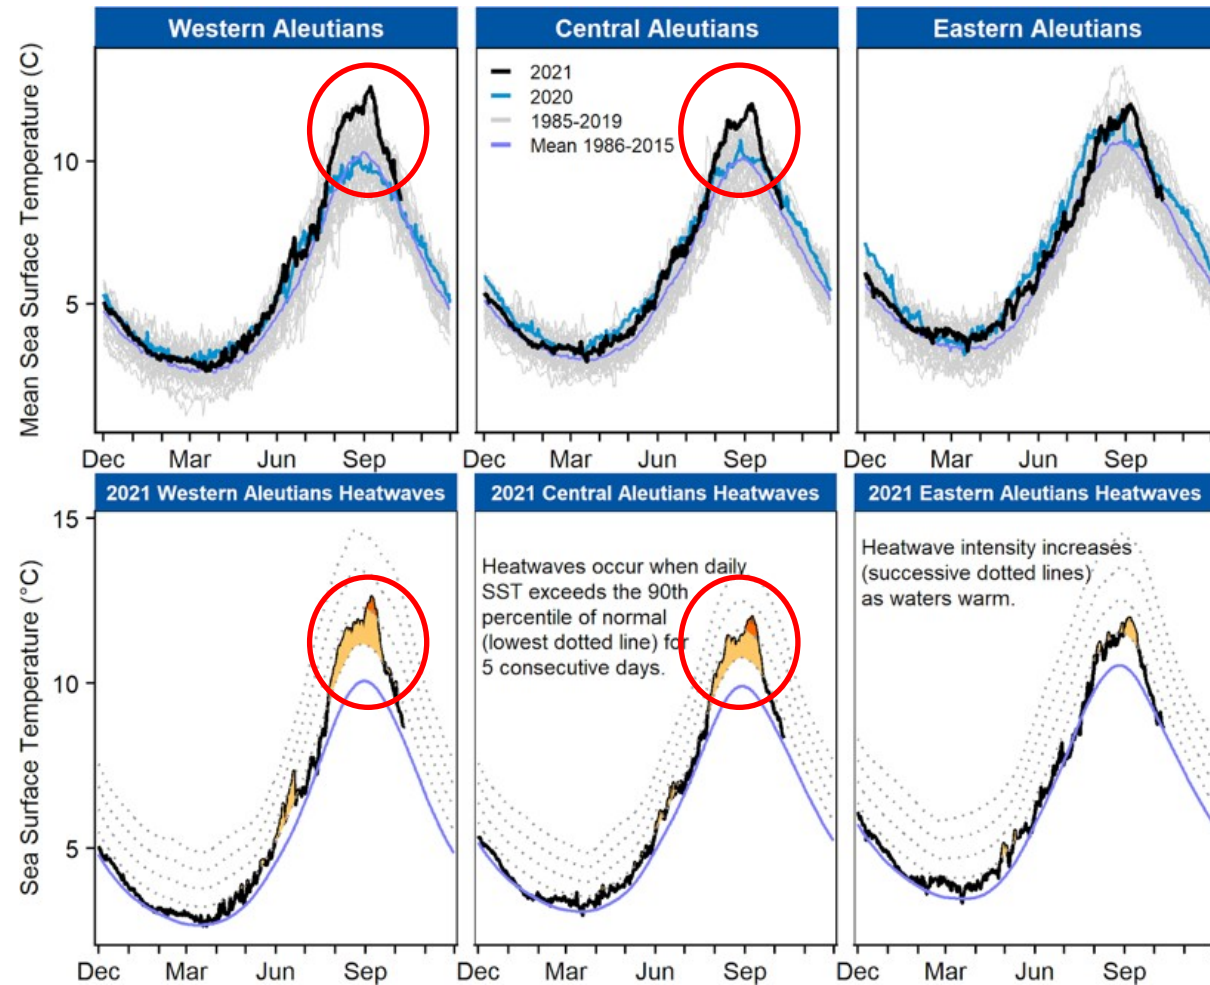 Western Aleutians
Central Aleutians
Eastern Aleutians
Mean Sea Surface Temperature (C)
10
5
2021
2020
1985-2019
Mean 1986-2015
Dec Mar Jun Sep
Dec Mar Jun Sep
Dec Mar Jun Sep
2021 Western Aleutians Heatwaves
2021 Central Aleutians Heatwaves
2021 Eastern Aleutians Heatwaves
Sea Surface Temperature (°C)
15
10
5
Heatwaves occur when daily
SST exceeds the 90th
percentile of normal
(lowest dotted line) for
5 consecutive days.
Heatwave intensity increases
(successive dotted lines)
as waters warm.
Dec Mar Jun Sep
Dec Mar Jun Sep
Dec Mar Jun Sep